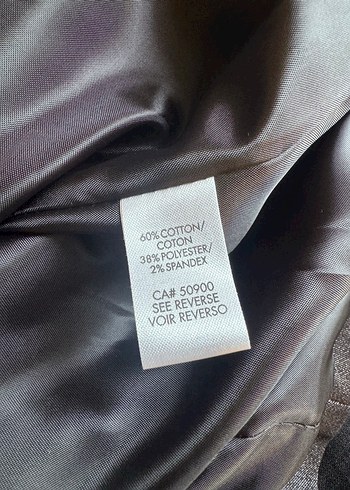 60% COTTON/
COTON
38% POLYESTER/
2% SPANDEX
CA# 50900
SEE REVERSE
VOIR REVERSO